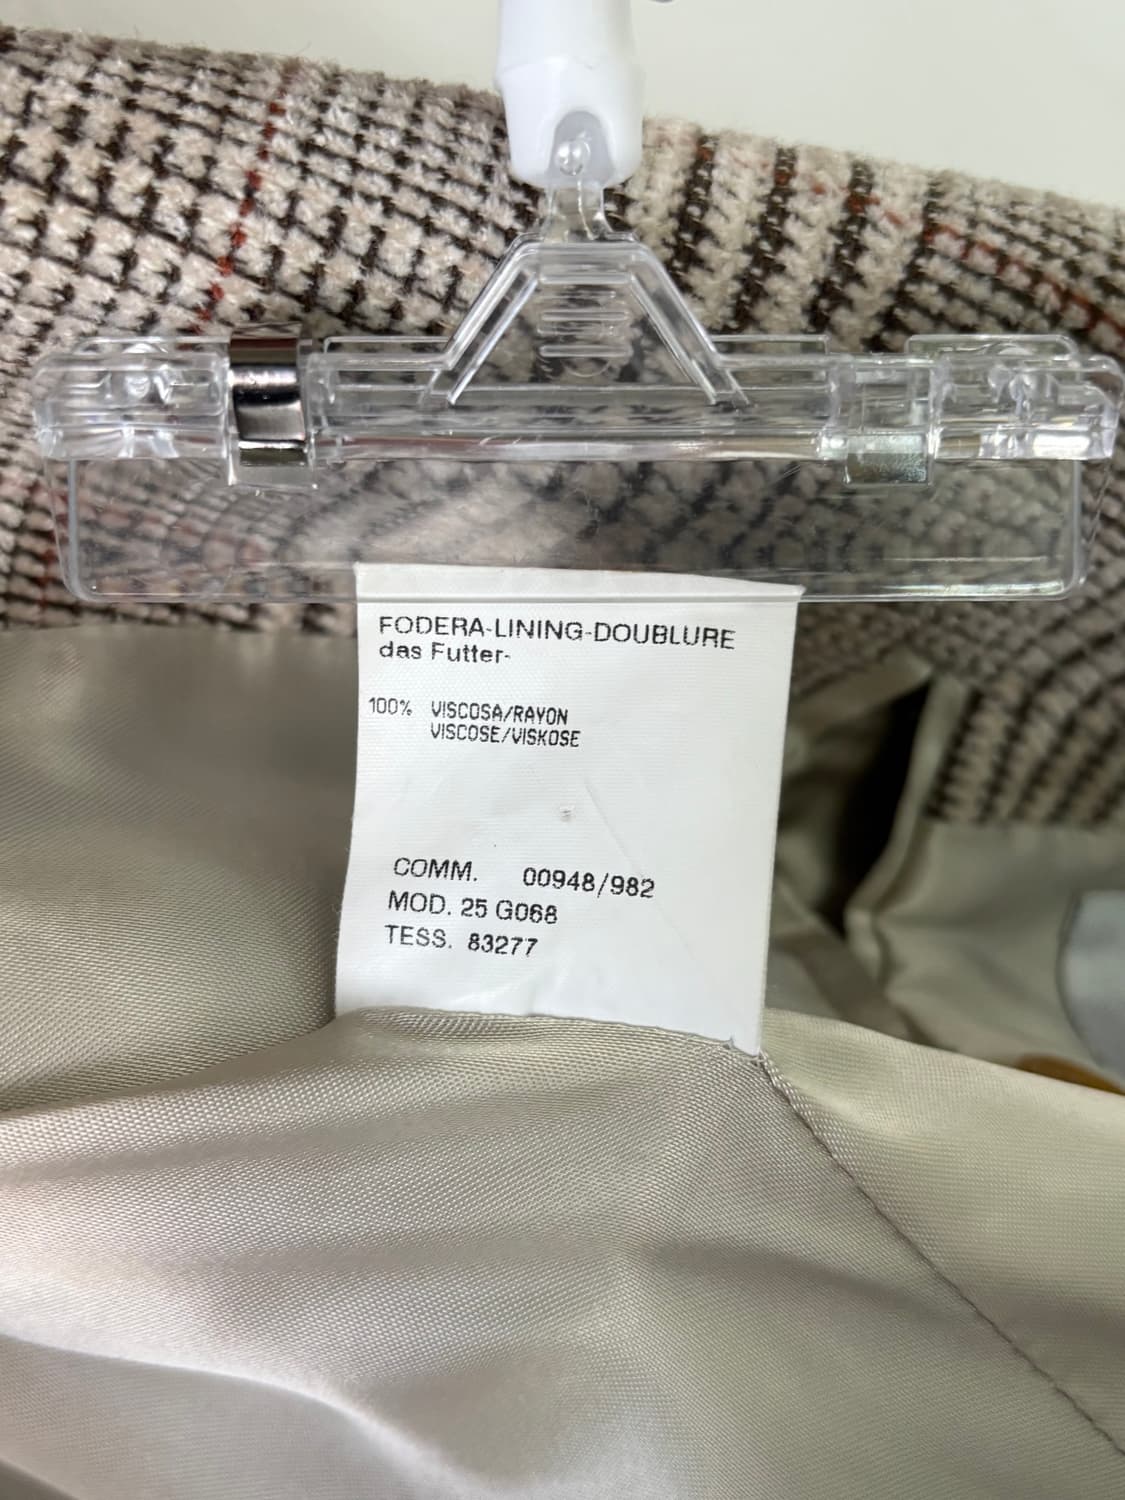 FODERA-LINING-DOUBLURE
das Futter-
100% VISCOSA/RAYON
VISCOSE/VISKOSE
COMM. 00948/982
MOD. 25 G068
TESS. 83277